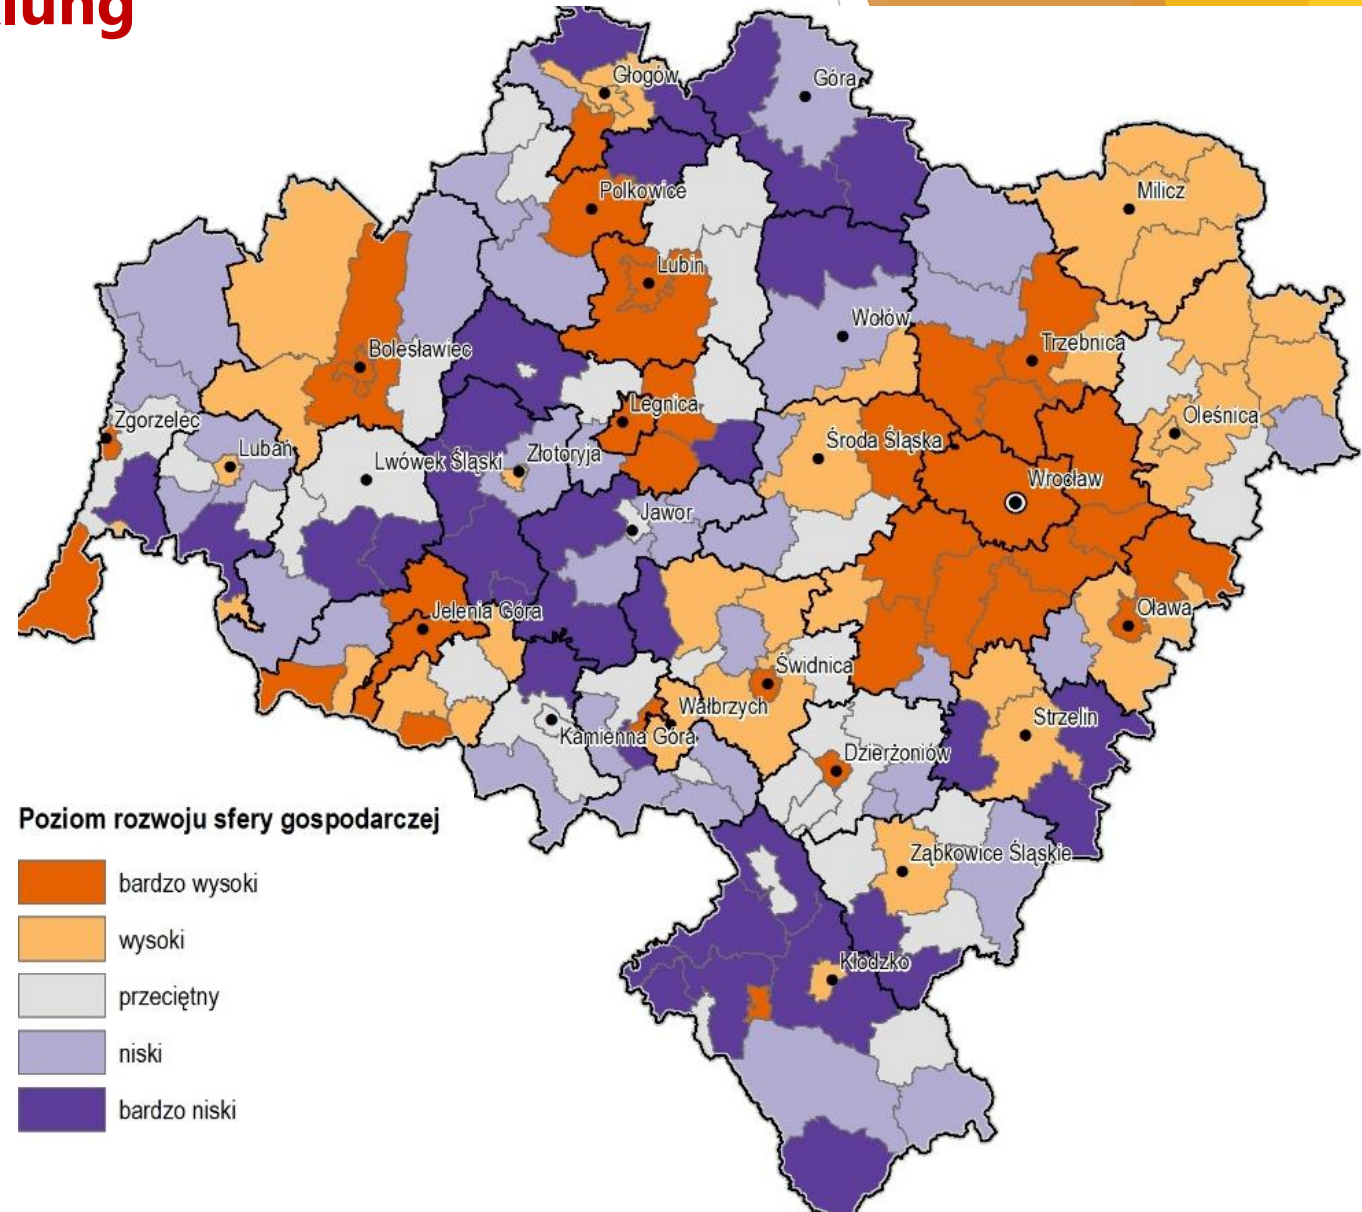 lung
Głogów
Góra
Polkowice
Milicz
Lubin
Wołów
Trzebnica
Bolesławiec
Legnica
Zgorzelec
Oleśnica
Lubań
Środa Śląska
Lwówek Śląski
Złotoryja
Wrocław
Jawor
Jelenia Góra
Oława
Świdnica
Wałbrzych
Strzelin
Kamienna Góra
Dzierżoniów
Ząbkowice Śląskie
Kłodzko
Poziom rozwoju sfery gospodarczej
bardzo wysoki
wysoki
przeciętny
niski
bardzo niski